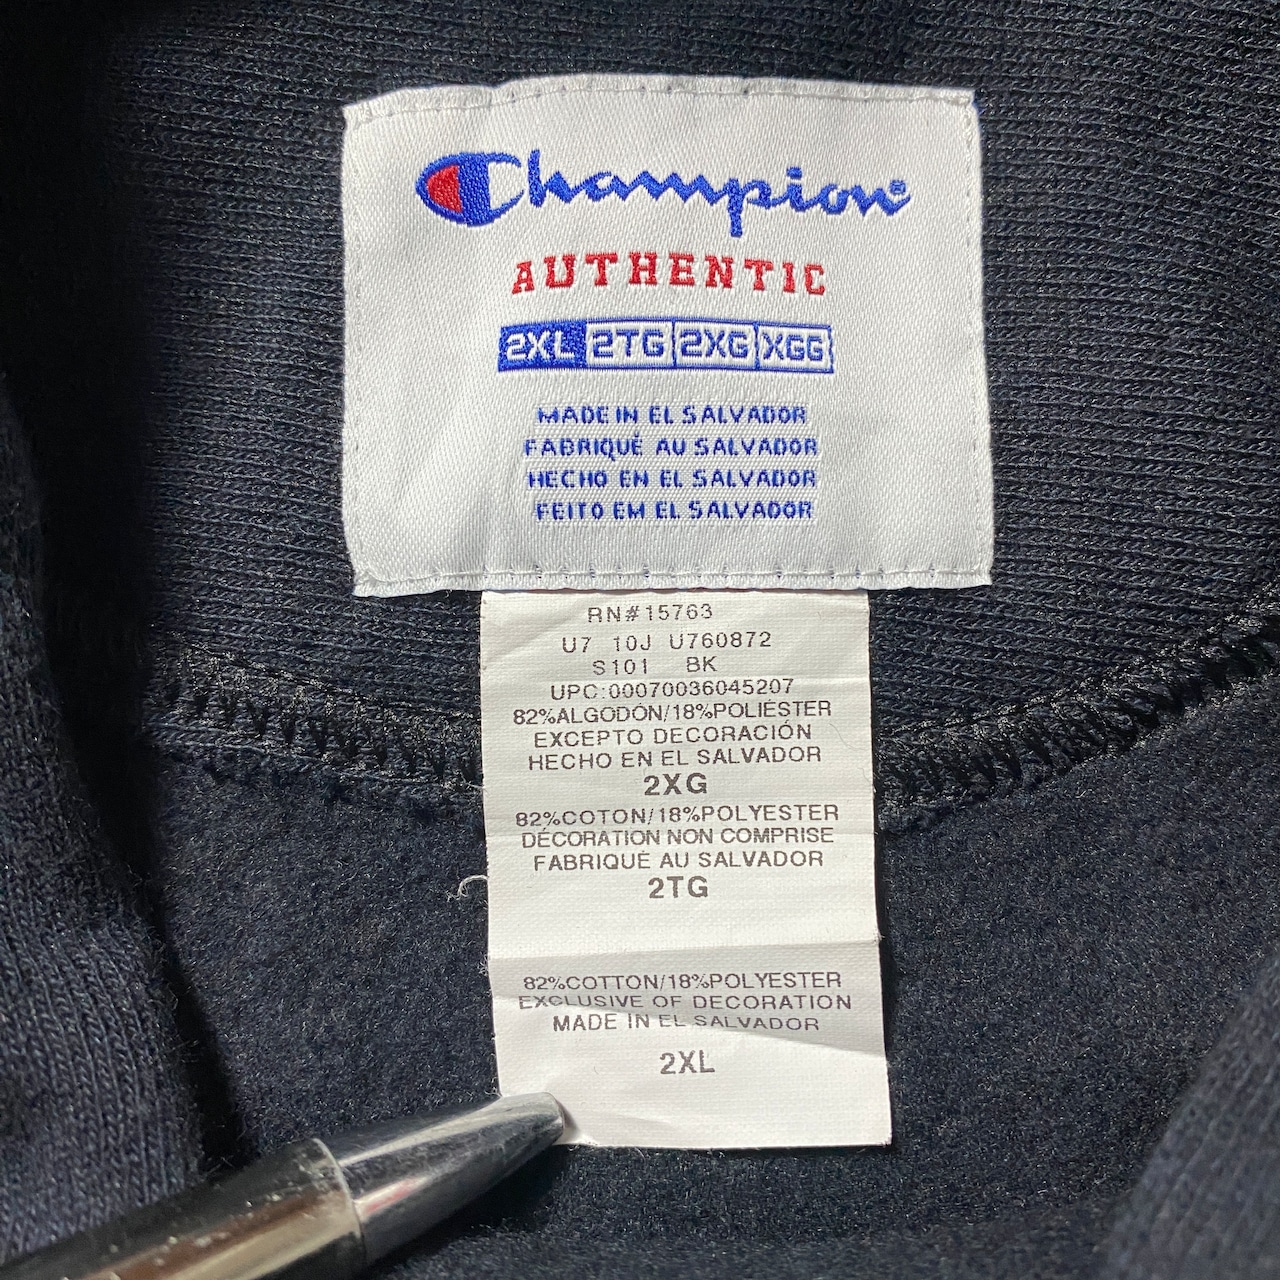 Champion®
AUTHENTIC
2XL 2TG 2XG XGG
MADE IN EL SALVADOR
FABRIQUÉ AU SALVADOR
HECHO EN EL SALVADOR
FEITO EM EL SALVADOR
RN#15763
U7 10J U760872
S101 BK
UPC:00070036045207
82%ALGODÓN/18%POLIÉSTER
EXCEPTO DECORACIÓN
HECHO EN EL SALVADOR
2XG
82%COTON/18%POLYESTER
DÉCORATION NON COMPRISE
FABRIQUÉ AU SALVADOR
2TG
82%COTTON/18%POLYESTER
EXCLUSIVE OF DECORATION
MADE IN EL SALVADOR
2XL